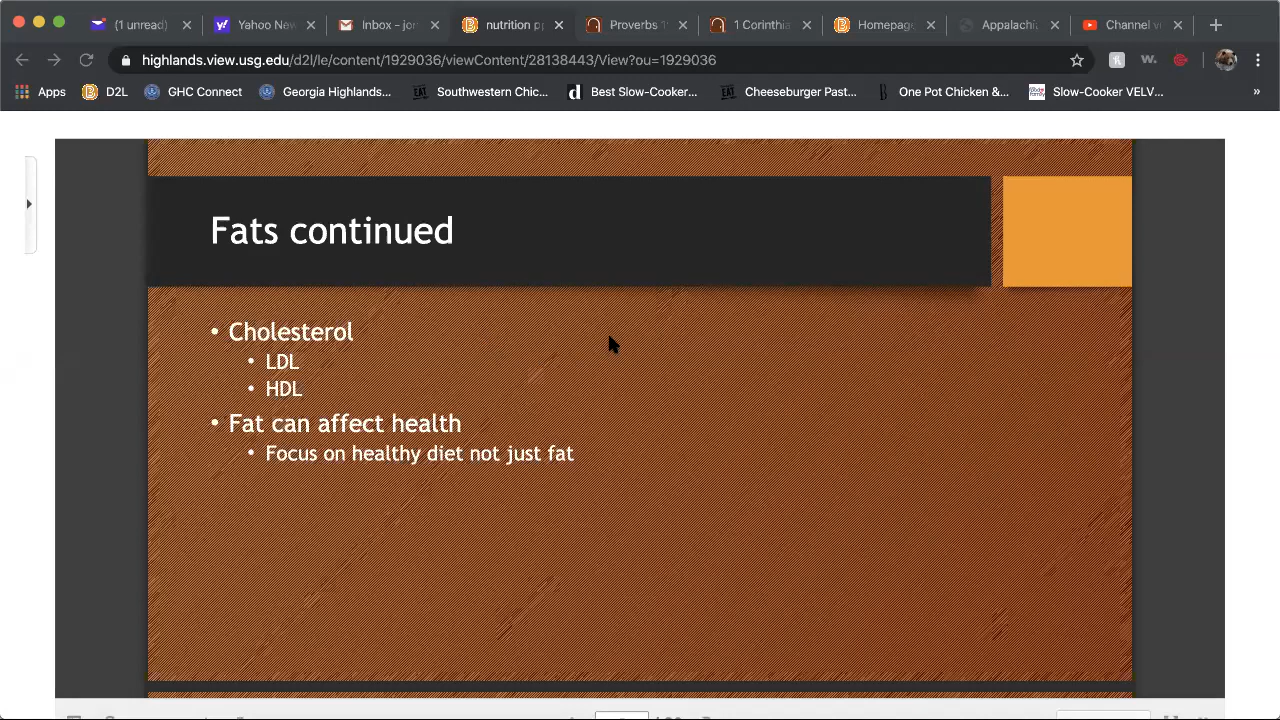 (1 unread)
Yahoo New
Inbox – jor
nutrition p
Proverbs 1
1 Corinthia
Homepage
Appalachi
Channel v
highlands.view.usg.edu/d2l/le/content/1929036/viewContent/28138443/View?ou=1929036
Apps
D2L
GHC Connect
Georgia Highlands...
Southwestern Chic...
Best Slow-Cooker...
Cheeseburger Past...
One Pot Chicken &...
Slow-Cooker VELV...
»
Fats continued
• Cholesterol
• LDL
• HDL
• Fat can affect health
• Focus on healthy diet not just fat